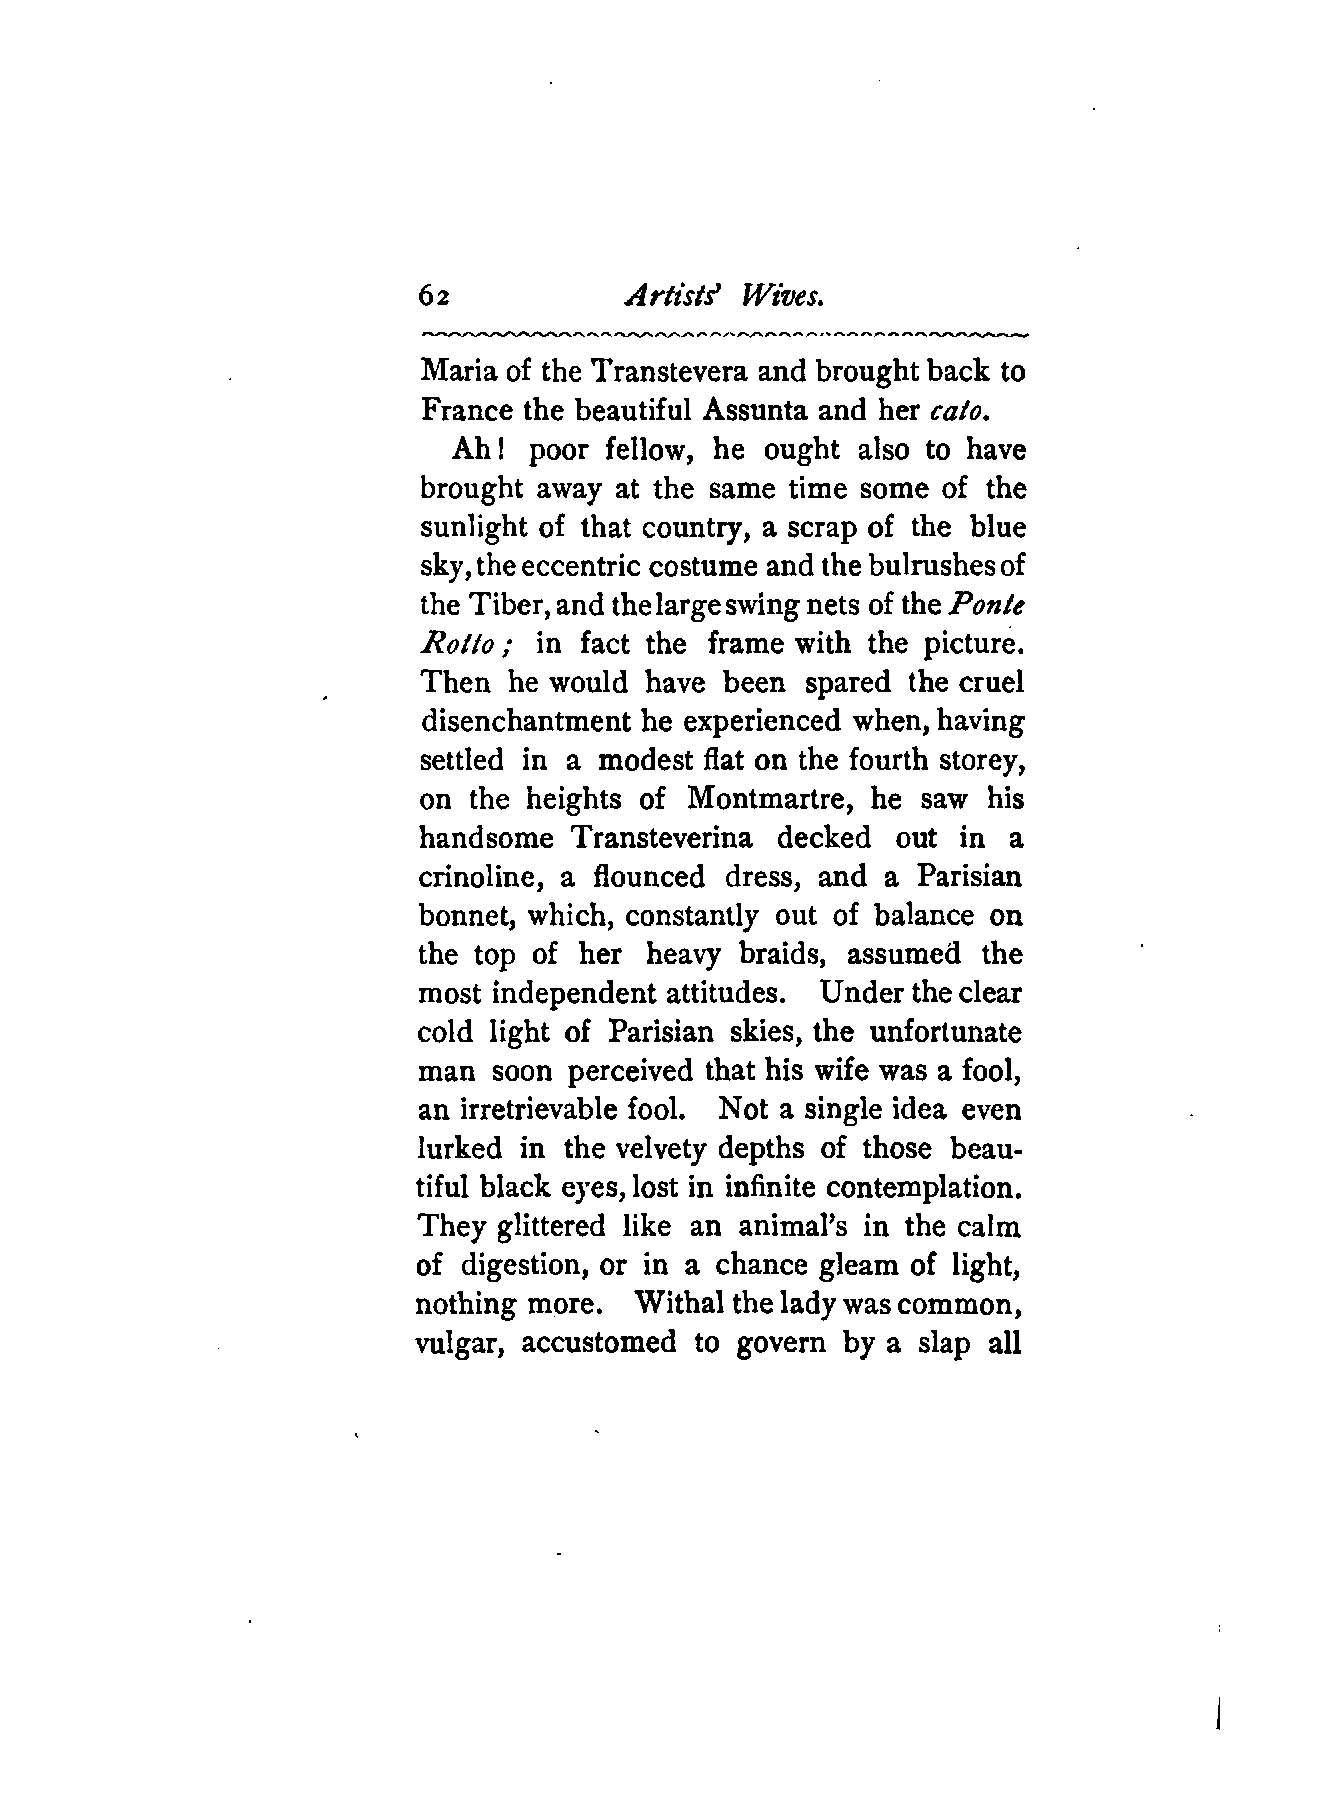 62 Artists' Wives.
Maria of the Transtevera and brought back to
France the beautiful Assunta and her cato.
Ah! poor fellow, he ought also to have
brought away at the same time some of the
sunlight of that country, a scrap of the blue
sky, the eccentric costume and the bulrushes of
the Tiber, and the large swing nets of the Ponte
Rotto; in fact the frame with the picture.
Then he would have been spared the cruel
disenchantment he experienced when, having
settled in a modest flat on the fourth storey,
on the heights of Montmartre, he saw his
handsome Transteverina decked out in a
crinoline, a flounced dress, and a Parisian
bonnet, which, constantly out of balance on
the top of her heavy braids, assumed the
most independent attitudes. Under the clear
cold light of Parisian skies, the unfortunate
man soon perceived that his wife was a fool,
an irretrievable fool. Not a single idea even
lurked in the velvety depths of those beau-
tiful black eyes, lost in infinite contemplation.
They glittered like an animal's in the calm
of digestion, or in a chance gleam of light,
nothing more. Withal the lady was common,
vulgar, accustomed to govern by a slap all